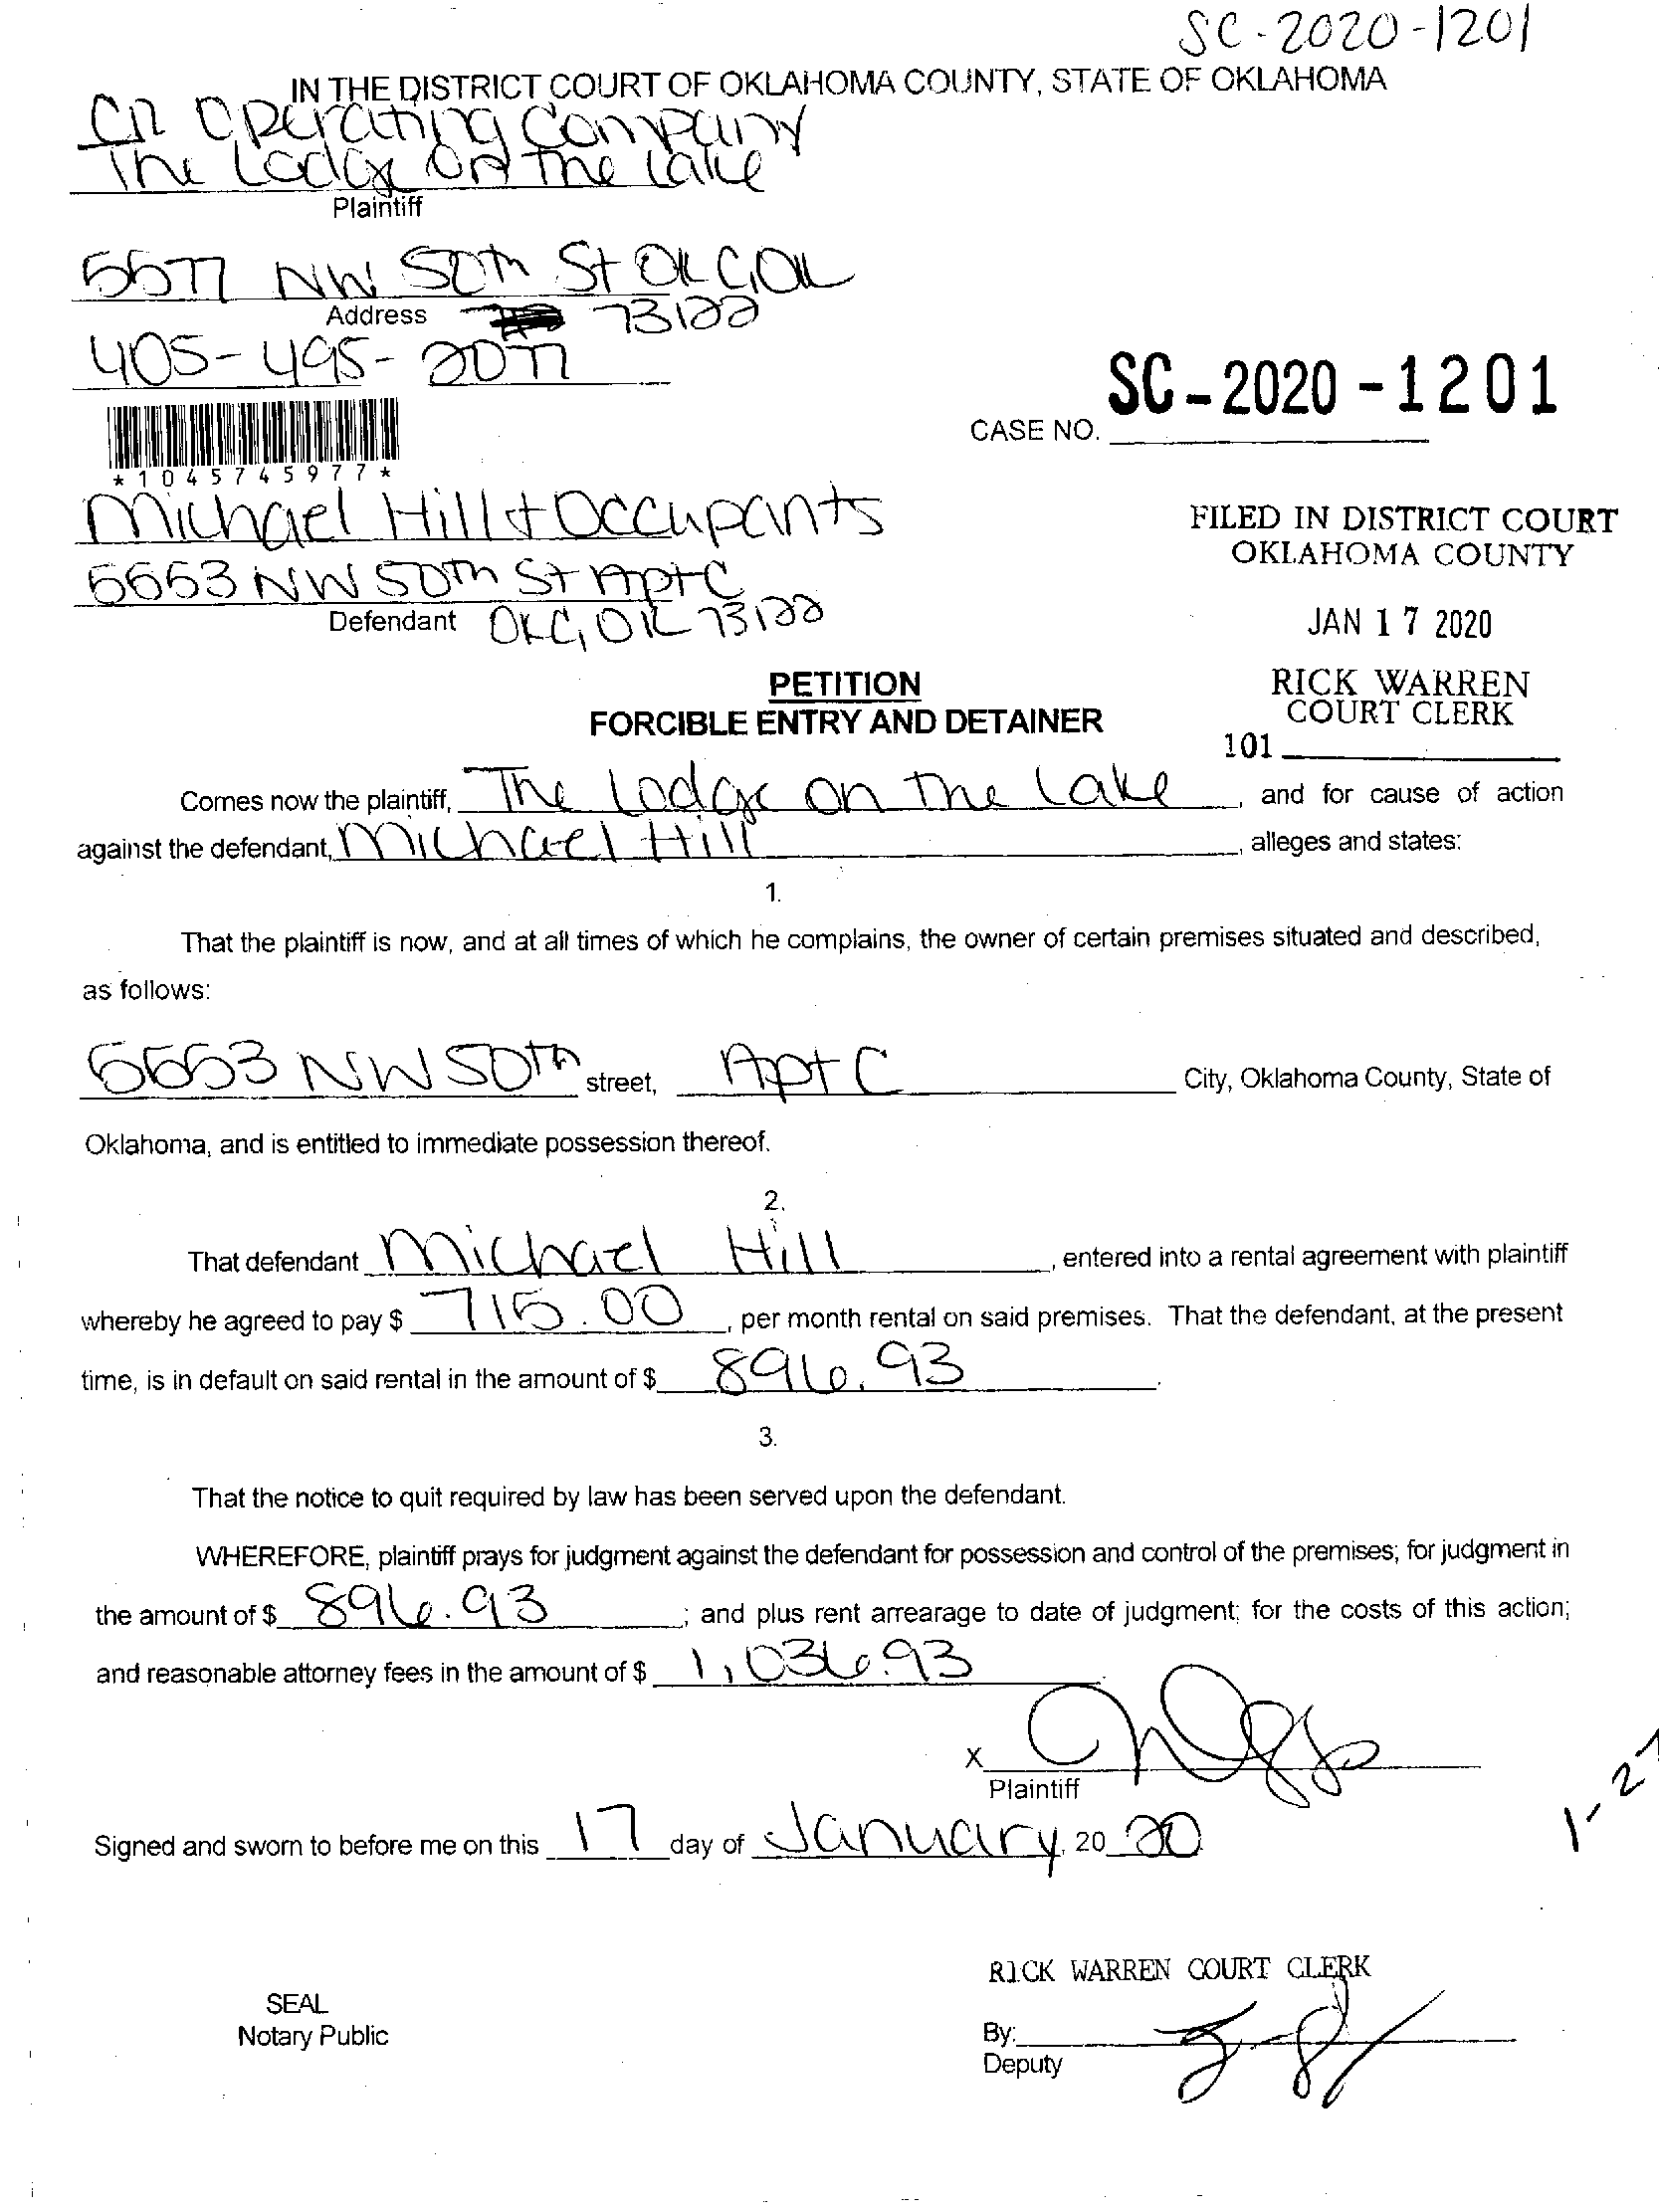 SC-2020-1201
IN THE DISTRICT COURT OF OKLAHOMA COUNTY, STATE OF OKLAHOMA
Operating Company
The Lodge on the Lake
Plaintiff
5577 NW 50th St OKC, OK
Address 73122
405-495-2077
SC-2020-1201
CASE NO.
*1045745977*
Michael Hill + Occupants
FILED IN DISTRICT COURT
OKLAHOMA COUNTY
5553 NW 50th St Apt C
Defendant OKC, OK 73122
JAN 17 2020
PETITION
FORCIBLE ENTRY AND DETAINER
RICK WARREN
COURT CLERK
101
Comes now the plaintiff, The Lodge on the Lake, and for cause of action
against the defendant, Michael Hill, alleges and states:
1.
That the plaintiff is now, and at all times of which he complains, the owner of certain premises situated and described,
as follows:
5553 NW 50th street, Apt C City, Oklahoma County, State of
Oklahoma, and is entitled to immediate possession thereof.
2.
That defendant Michael Hill, entered into a rental agreement with plaintiff
whereby he agreed to pay $ 715.00, per month rental on said premises. That the defendant, at the present
time, is in default on said rental in the amount of $ 896.93.
3.
That the notice to quit required by law has been served upon the defendant.
WHEREFORE, plaintiff prays for judgment against the defendant for possession and control of the premises; for judgment in
the amount of $ 896.93; and plus rent arrearage to date of judgment; for the costs of this action;
and reasonable attorney fees in the amount of $ 1,036.93
X
Plaintiff
1-27
Signed and sworn to before me on this 17 day of January, 20 20
RICK WARREN COURT CLERK
SEAL
Notary Public
By:
Deputy